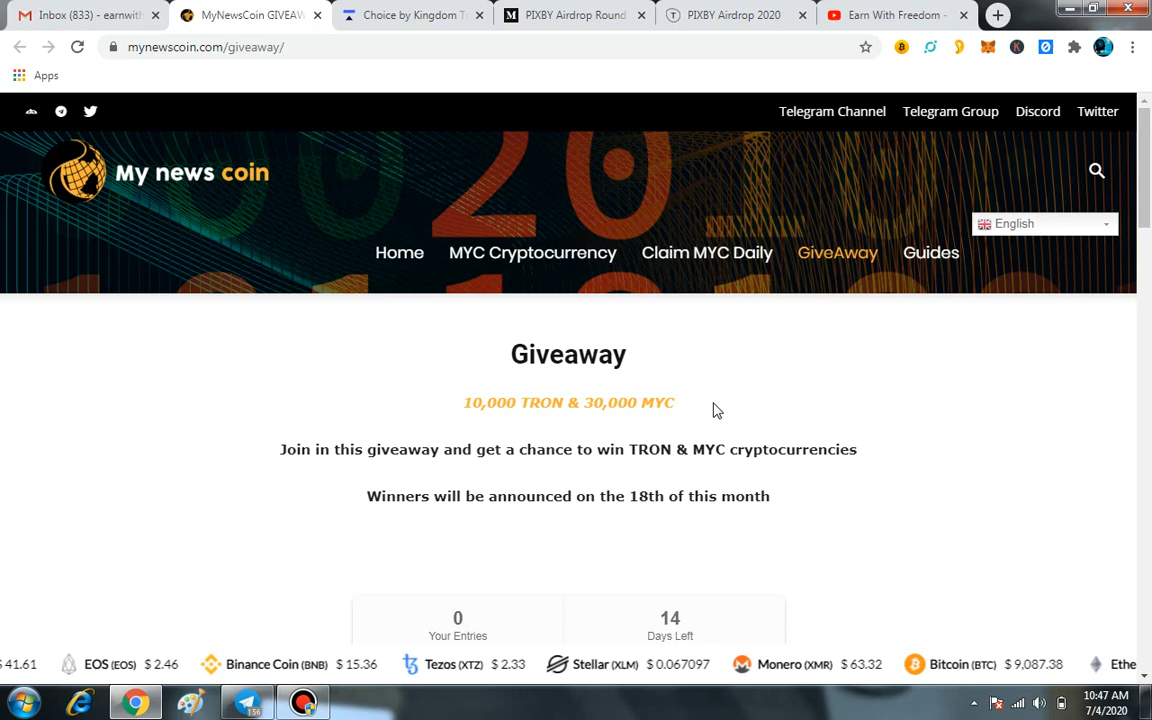 Inbox (833) - earnwith
MyNewsCoin GIVEAW
Choice by Kingdom T
PIXBY Airdrop Round
PIXBY Airdrop 2020
Earn With Freedom -
mynewscoin.com/giveaway/
Apps
Telegram Channel Telegram Group Discord Twitter
My news coin
English
Home MYC Cryptocurrency Claim MYC Daily GiveAway Guides
Giveaway
10,000 TRON & 30,000 MYC
Join in this giveaway and get a chance to win TRON & MYC cryptocurrencies
Winners will be announced on the 18th of this month
0 14
Your Entries Days Left
41.61 EOS (EOS) $ 2.46 Binance Coin (BNB) $ 15.36 Tezos (XTZ) $ 2.33 Stellar (XLM) $ 0.067097 Monero (XMR) $ 63.32 Bitcoin (BTC) $ 9,087.38 Ethe
156
10:47 AM
7/4/2020